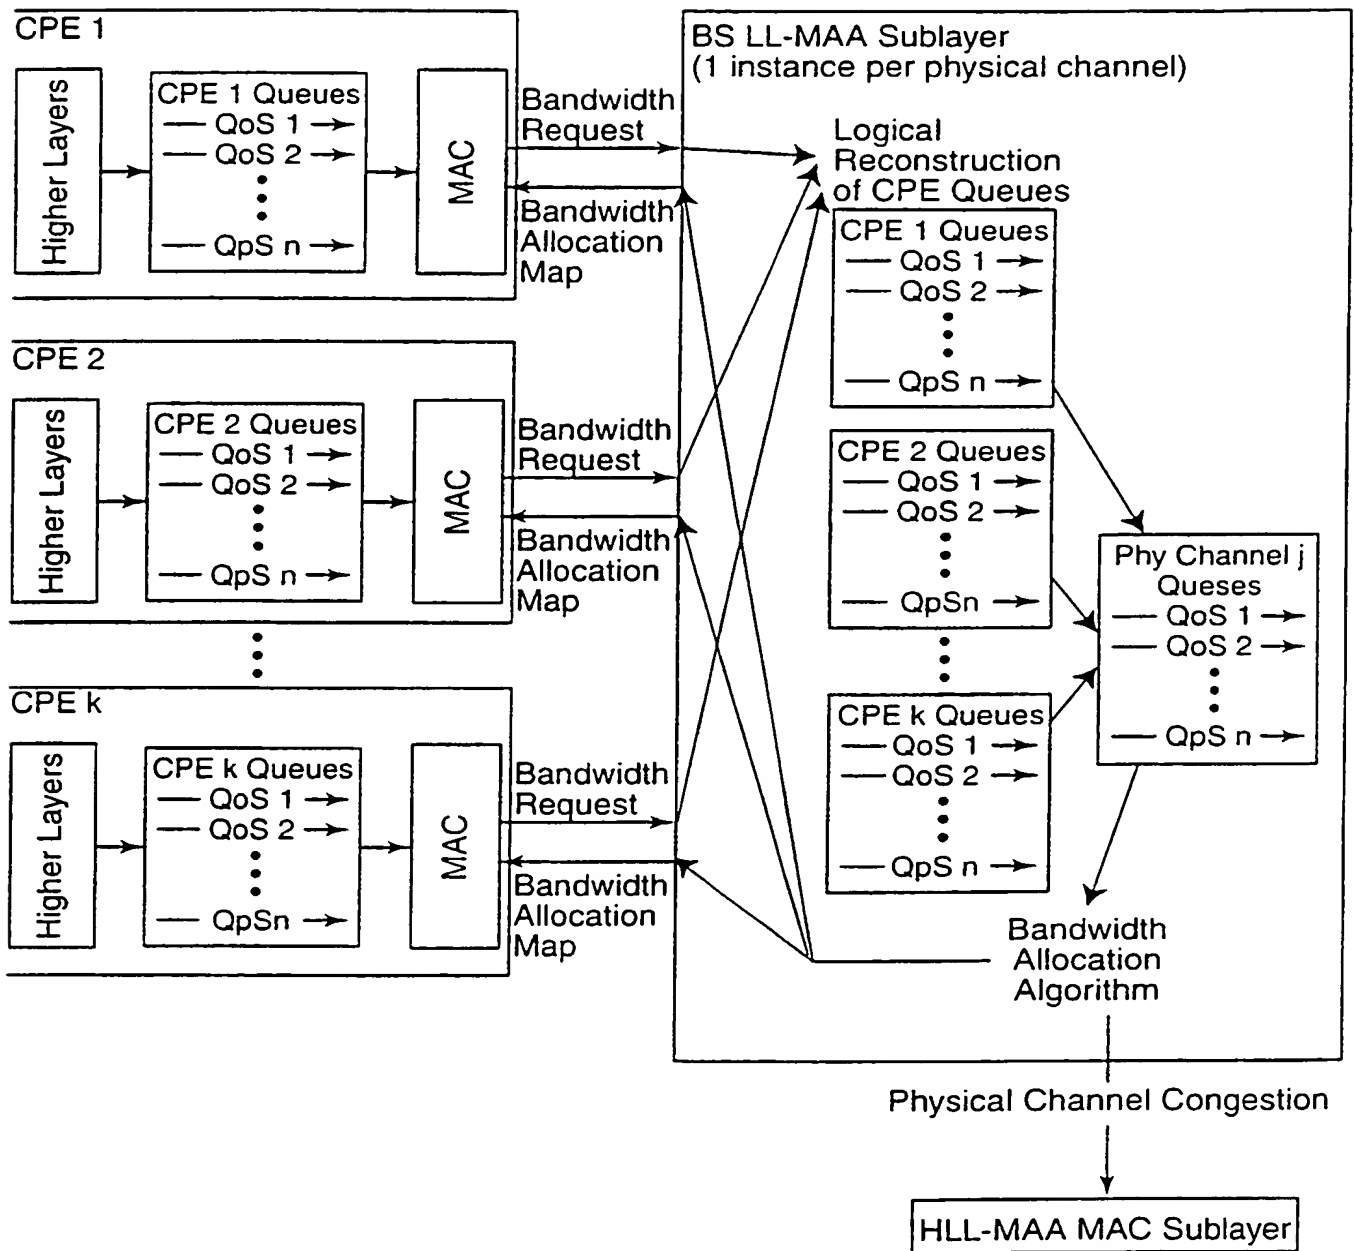 CPE 1
Higher Layers
CPE 1 Queues
QoS 1
QoS 2
QpS n
MAC
Bandwidth
Request
Bandwidth
Allocation
Map
CPE 2
Higher Layers
CPE 2 Queues
QoS 1
QoS 2
QpS n
MAC
Bandwidth
Request
Bandwidth
Allocation
Map
CPE k
Higher Layers
CPE k Queues
QoS 1
QoS 2
QpSn
MAC
Bandwidth
Request
Bandwidth
Allocation
Map
BS LL-MAA Sublayer
(1 instance per physical channel)
Logical
Reconstruction
of CPE Queues
CPE 1 Queues
QoS 1
QoS 2
QpS n
CPE 2 Queues
QoS 1
QoS 2
QpSn
CPE k Queues
QoS 1
QoS 2
QpS n
Phy Channel j
Queses
QoS 1
QoS 2
QpS n
Bandwidth
Allocation
Algorithm
Physical Channel Congestion
HLL-MAA MAC Sublayer